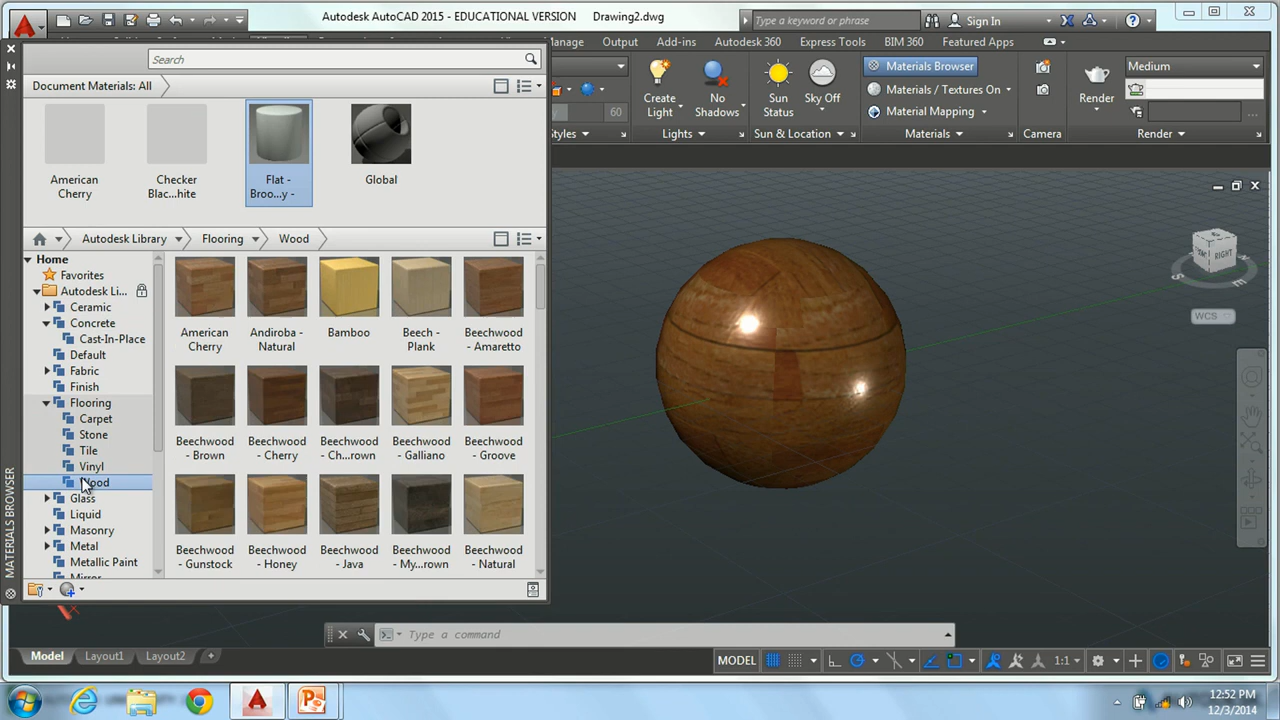 Autodesk AutoCAD 2015 - EDUCATIONAL VERSION Drawing2.dwg
Type a keyword or phrase
Sign In
Manage Output Add-ins Autodesk 360 Express Tools BIM 360 Featured Apps
Search
Document Materials: All
American Cherry
Checker Blac...hite
Flat - Broo...y -
Global
60
Create Light
No Shadows
Sun Status
Sky Off
Materials Browser
Materials / Textures On
Material Mapping
Render
Medium
...
Lights
Sun & Location
Materials
Camera
Render
Autodesk Library
Flooring
Wood
Home
Favorites
Autodesk Li...
Ceramic
Concrete
Cast-In-Place
Default
Fabric
Finish
Flooring
Carpet
Stone
Tile
Vinyl
Wood
Glass
Liquid
Masonry
Metal
Metallic Paint
Mirror
American Cherry
Andiroba - Natural
Bamboo
Beech - Plank
Beechwood - Amaretto
Beechwood - Brown
Beechwood - Cherry
Beechwood - Ch...rown
Beechwood - Galliano
Beechwood - Groove
Beechwood - Gunstock
Beechwood - Honey
Beechwood - Java
Beechwood - My...rown
Beechwood - Natural
MATERIALS BROWSER
RIGHT
S
E
WCS
Type a command
Model Layout1 Layout2
MODEL
1:1
12:52 PM
12/3/2014